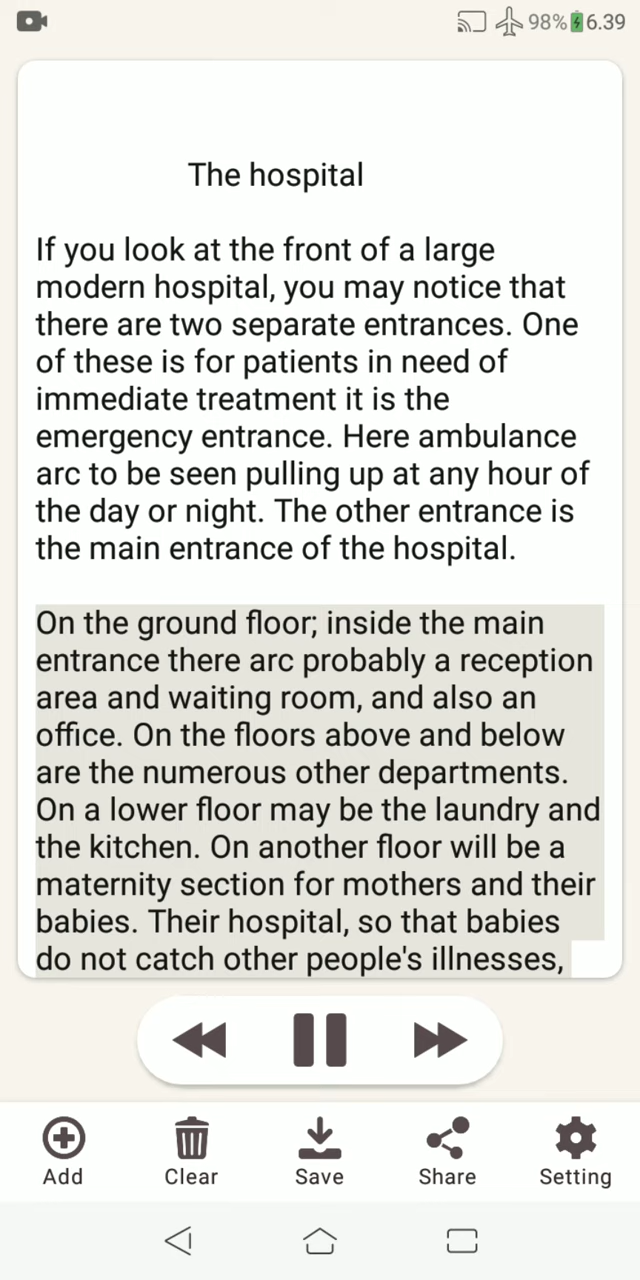 98% 6.39
The hospital
If you look at the front of a large
modern hospital, you may notice that
there are two separate entrances. One
of these is for patients in need of
immediate treatment it is the
emergency entrance. Here ambulance
arc to be seen pulling up at any hour of
the day or night. The other entrance is
the main entrance of the hospital.
On the ground floor; inside the main
entrance there arc probably a reception
area and waiting room, and also an
office. On the floors above and below
are the numerous other departments.
On a lower floor may be the laundry and
the kitchen. On another floor will be a
maternity section for mothers and their
babies. Their hospital, so that babies
do not catch other people's illnesses,
Add Clear Save Share Setting